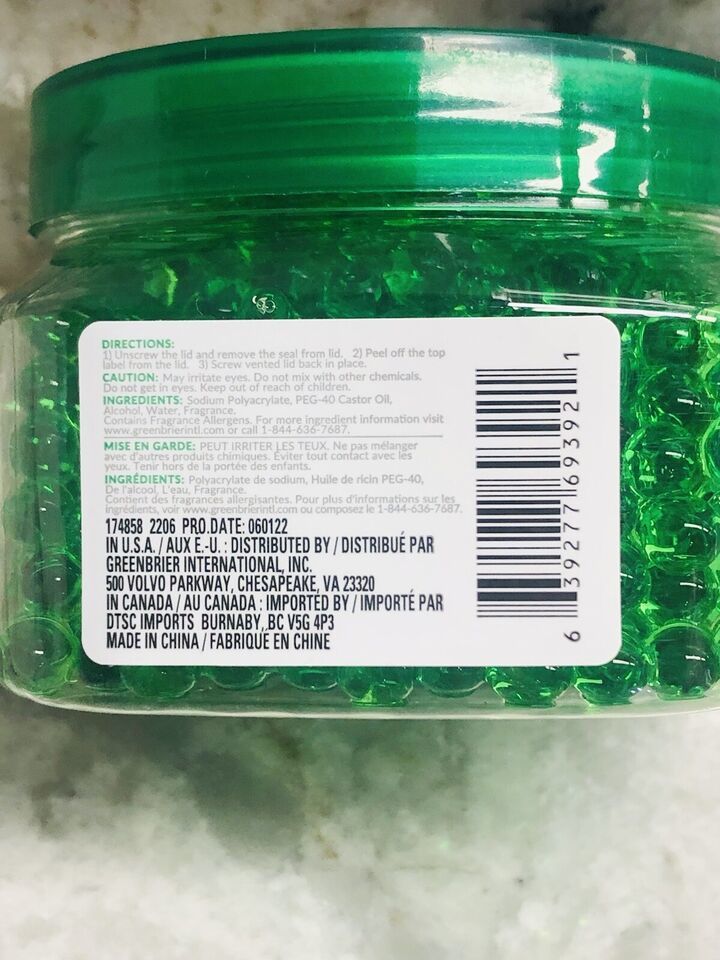 DIRECTIONS:
1) Unscrew the lid and remove the seal from lid. 2) Peel off the top
label from the lid. 3) Screw vented lid back in place.
CAUTION: May irritate eyes. Do not mix with other chemicals.
Do not get in eyes. Keep out of reach of children.
INGREDIENTS: Sodium Polyacrylate, PEG-40 Castor Oil,
Alcohol, Water, Fragrance.
Contains Fragrance Allergens. For more ingredient information visit
www.greenbrierintl.com or call 1-844-636-7687.
MISE EN GARDE: PEUT IRRITER LES YEUX. Ne pas mélanger
avec d'autres produits chimiques. Éviter tout contact avec les
yeux. Tenir hors de la portée des enfants.
INGRÉDIENTS: Polyacrylate de sodium, Huile de ricin PEG-40,
De l'alcool, L'eau, Fragrance.
Contient des fragrances allergisantes. Pour plus d'informations sur les
ingrédients, voir www.greenbrierintl.com ou composez le 1-844-636-7687.
174858 2206 PRO.DATE: 060122
IN U.S.A. / AUX E.-U. : DISTRIBUTED BY / DISTRIBUÉ PAR
GREENBRIER INTERNATIONAL, INC.
500 VOLVO PARKWAY, CHESAPEAKE, VA 23320
IN CANADA / AU CANADA : IMPORTED BY / IMPORTÉ PAR
DTSC IMPORTS BURNABY, BC V5G 4P3
MADE IN CHINA / FABRIQUÉ EN CHINE
6 39277 69392 1